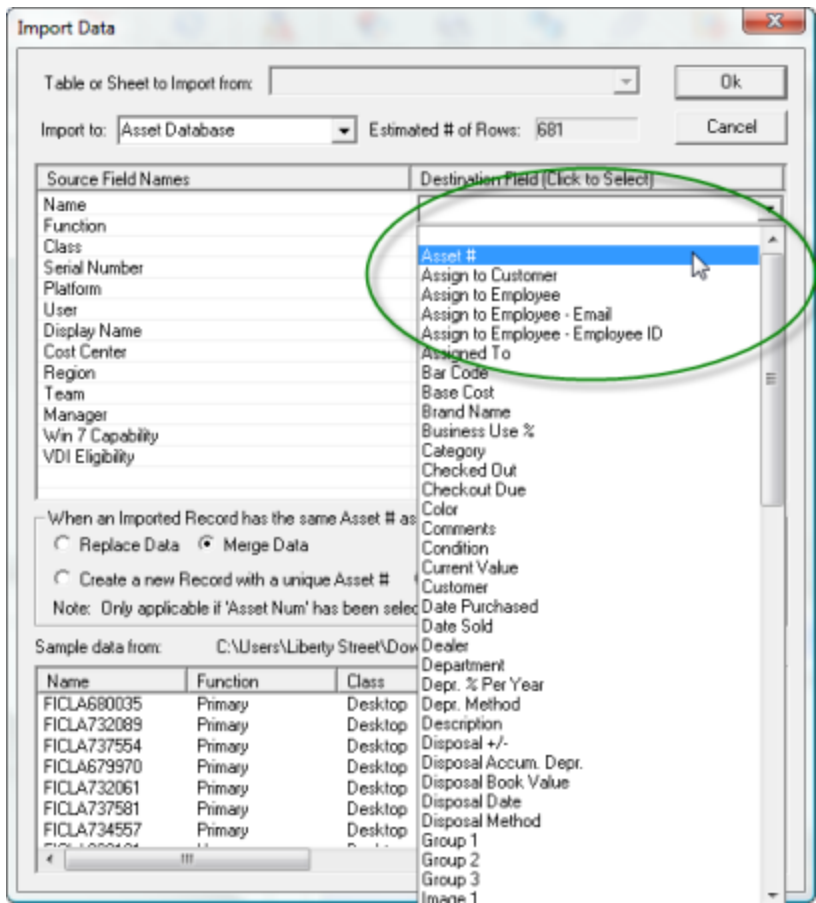 Import Data
Table or Sheet to Import from:
Ok
Import to: Asset Database Estimated # of Rows: 681
Cancel
Source Field Names Destination Field (Click to Select)
Name
Function
Class
Serial Number
Platform
User
Display Name
Cost Center
Region
Team
Manager
Win 7 Capability
VDI Eligibility
Asset #
Assign to Customer
Assign to Employee
Assign to Employee - Email
Assign to Employee - Employee ID
Assigned To
Bar Code
Base Cost
Brand Name
Business Use %
Category
Checked Out
Checkout Due
Color
Comments
Condition
Current Value
Customer
Date Purchased
Date Sold
Dealer
Department
Depr. % Per Year
Depr. Method
Description
Disposal +/-
Disposal Accum. Depr.
Disposal Book Value
Disposal Date
Disposal Method
Group 1
Group 2
Group 3
Image 1
When an Imported Record has the same Asset # as
Replace Data Merge Data
Create a new Record with a unique Asset #
Note: Only applicable if 'Asset Num' has been selec
Sample data from: C:\Users\Liberty Street\Dow
Name Function Class
FICLA680035 Primary Desktop
FICLA732089 Primary Desktop
FICLA737554 Primary Desktop
FICLA679970 Primary Desktop
FICLA732061 Primary Desktop
FICLA737581 Primary Desktop
FICLA734557 Primary Desktop